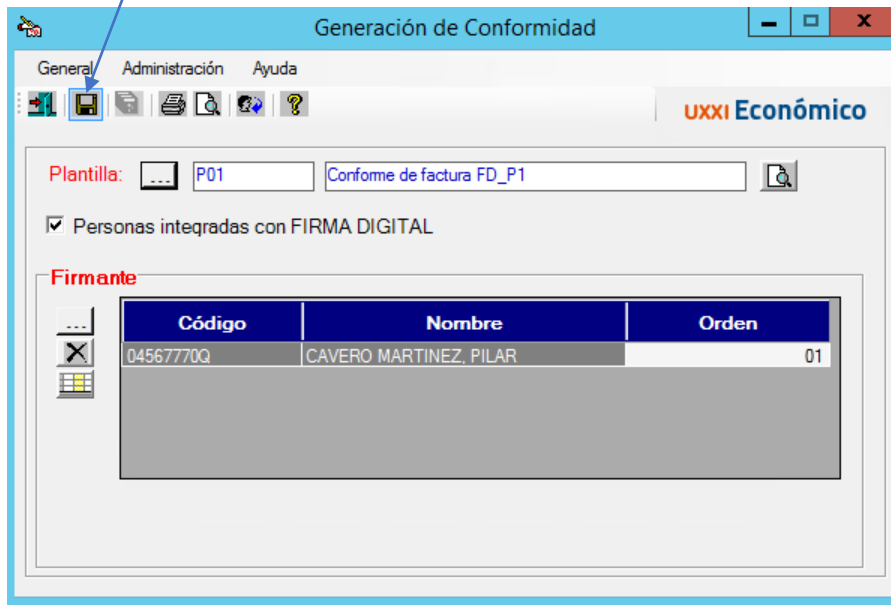 Generación de Conformidad
General Administración Ayuda
uxxi Económico
Plantilla: ... P01 Conforme de factura FD_P1
Personas integradas con FIRMA DIGITAL
Firmante
... Código Nombre Orden
04567770Q CAVERO MARTINEZ, PILAR 01